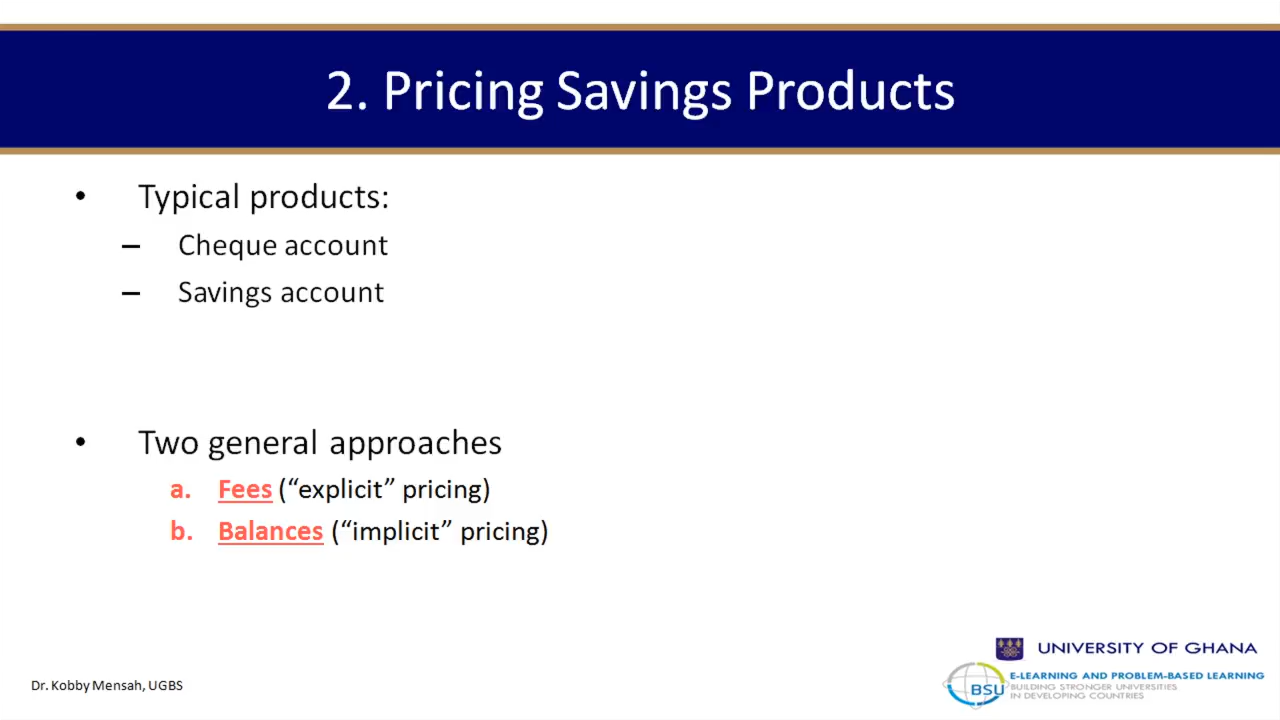 2. Pricing Savings Products
• Typical products:
– Cheque account
– Savings account
• Two general approaches
a. Fees (“explicit” pricing)
b. Balances (“implicit” pricing)
UNIVERSITY OF GHANA
Dr. Kobby Mensah, UGBS
BSU
E-LEARNING AND PROBLEM-BASED LEARNING
BUILDING STRONGER UNIVERSITIES
IN DEVELOPING COUNTRIES